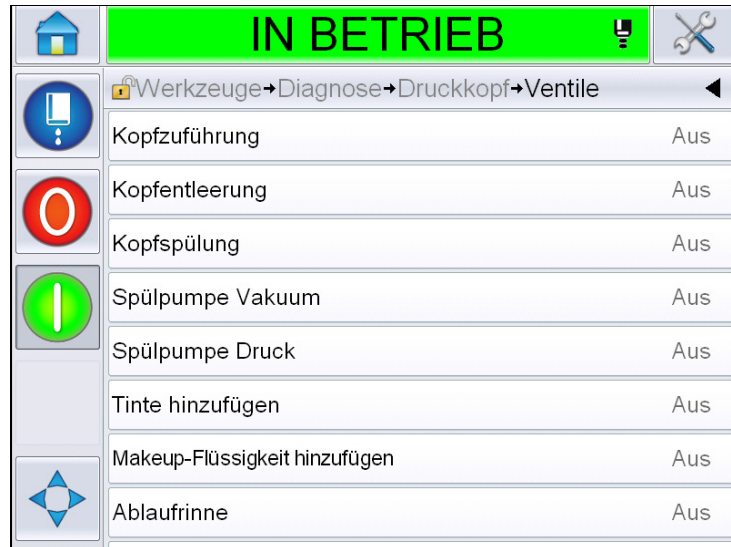 IN BETRIEB
Werkzeuge→Diagnose→Druckkopf→Ventile
Kopfzuführung Aus
Kopfentleerung Aus
Kopfspülung Aus
Spülpumpe Vakuum Aus
Spülpumpe Druck Aus
Tinte hinzufügen Aus
Makeup-Flüssigkeit hinzufügen Aus
Ablaufrinne Aus